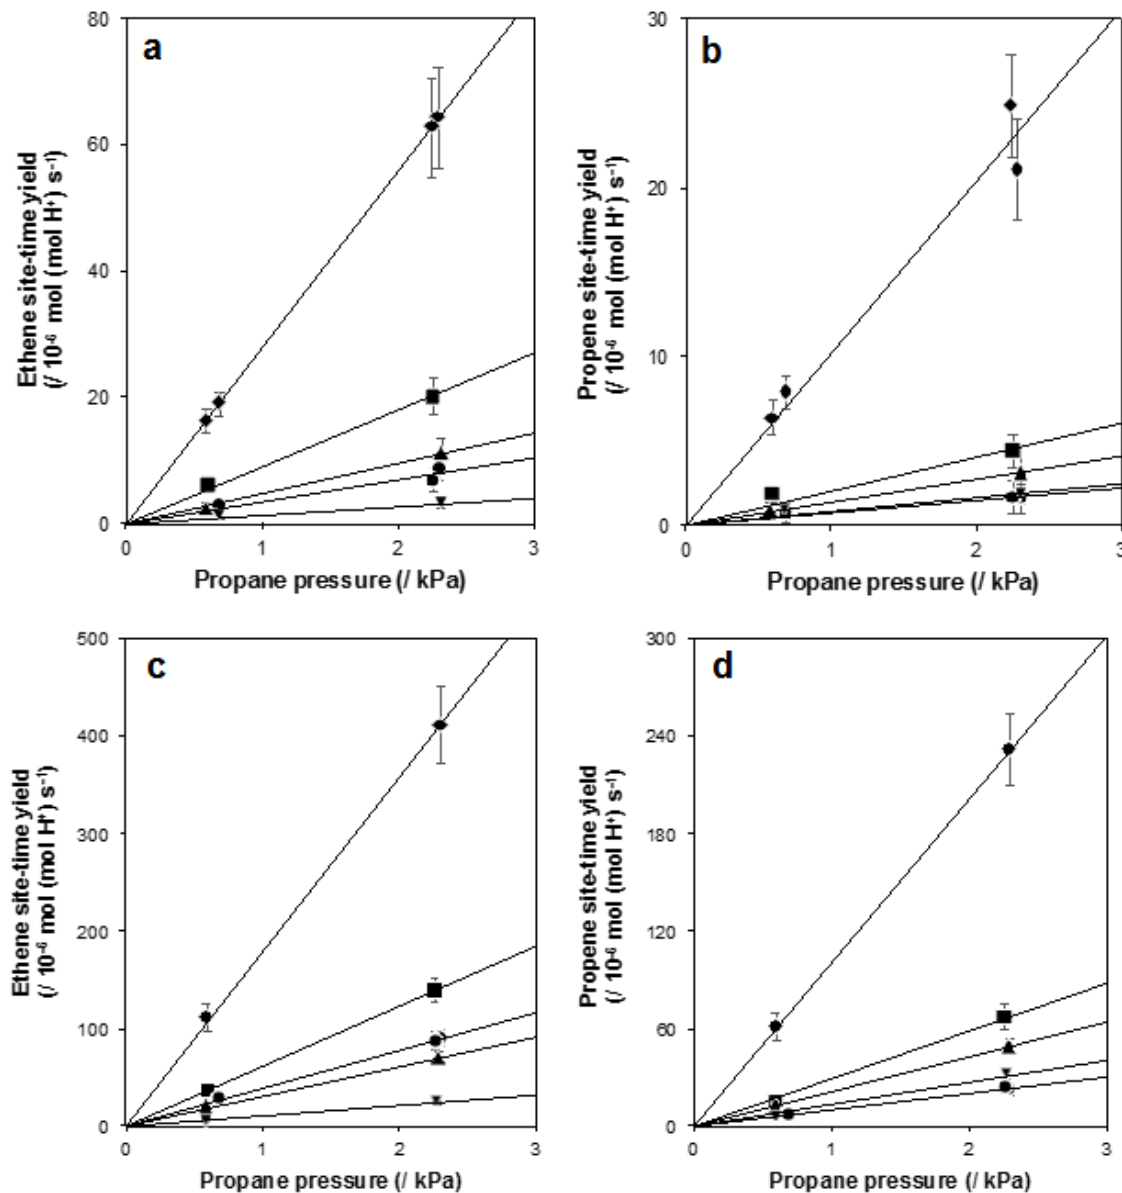 a
80
60
40
20
0
0 1 2 3
Ethene site-time yield
(/ 10⁻⁶ mol (mol H⁺) s⁻¹)
Propane pressure (/ kPa)
b
30
20
10
0
0 1 2 3
Propene site-time yield
(/ 10⁻⁶ mol (mol H⁺) s⁻¹)
Propane pressure (/ kPa)
c
500
400
300
200
100
0
0 1 2 3
Ethene site-time yield
(/ 10⁻⁶ mol (mol H⁺) s⁻¹)
Propane pressure (/ kPa)
d
300
240
180
120
60
0
0 1 2 3
Propene site-time yield
(/ 10⁻⁶ mol (mol H⁺) s⁻¹)
Propane pressure (/ kPa)